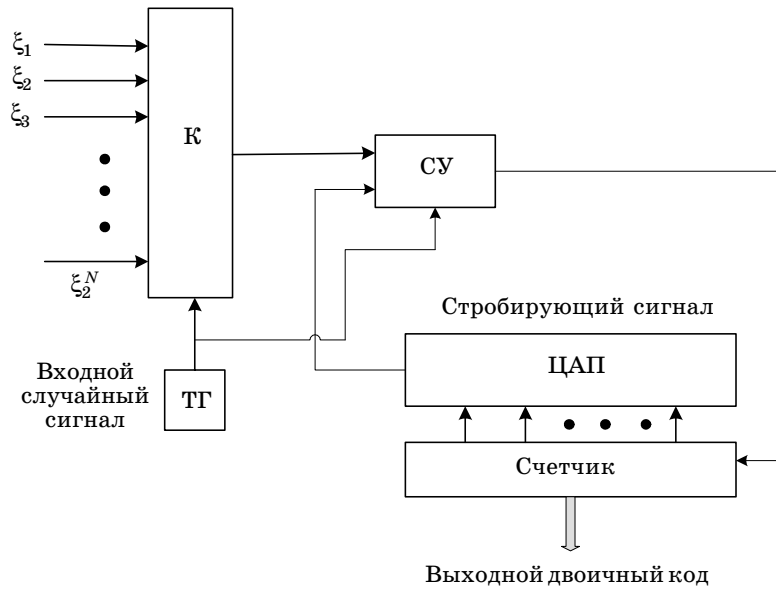 ξ₁
ξ₂
ξ₃
К
СУ
ξ₂ᴺ
Стробирующий сигнал
ЦАП
Входной
случайный
сигнал
ТГ
Счетчик
Выходной двоичный код